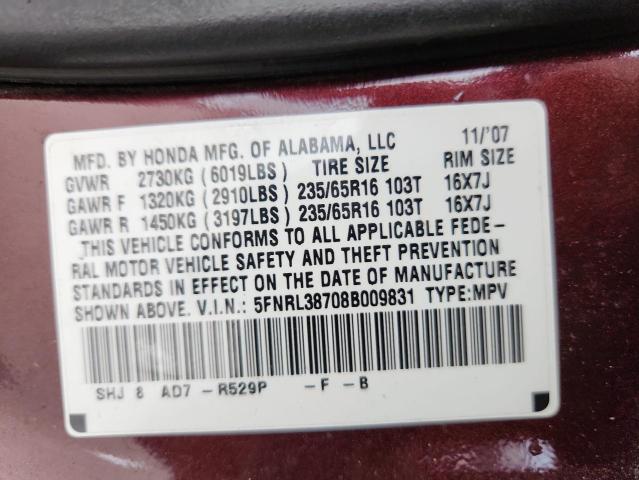 MFD. BY HONDA MFG. OF ALABAMA, LLC 11/'07
GVWR 2730KG (6019LBS) TIRE SIZE RIM SIZE
GAWR F 1320KG (2910LBS) 235/65R16 103T 16X7J
GAWR R 1450KG (3197LBS) 235/65R16 103T 16X7J
THIS VEHICLE CONFORMS TO ALL APPLICABLE FEDE-
RAL MOTOR VEHICLE SAFETY AND THEFT PREVENTION
STANDARDS IN EFFECT ON THE DATE OF MANUFACTURE
SHOWN ABOVE. V.I.N.: 5FNRL38708B009831 TYPE:MPV
SHJ 8 AD7 -R529P -F -B